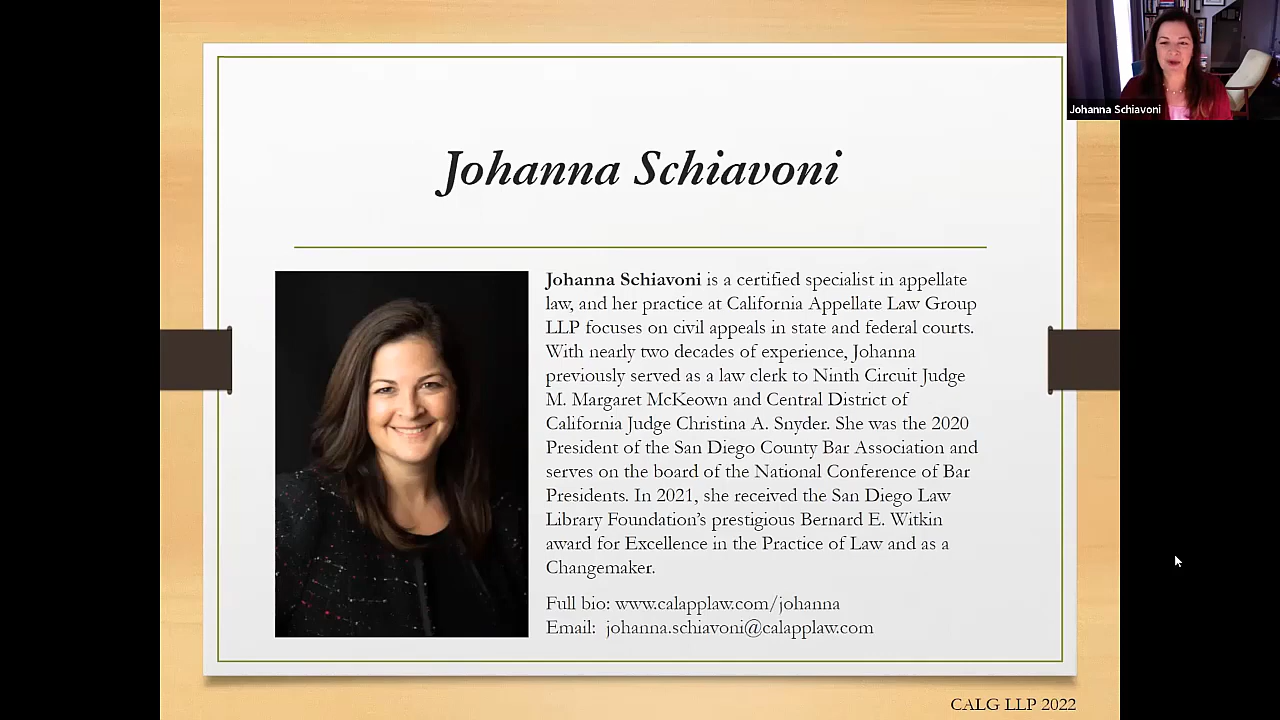 Johanna Schiavoni
Johanna Schiavoni
Johanna Schiavoni is a certified specialist in appellate
law, and her practice at California Appellate Law Group
LLP focuses on civil appeals in state and federal courts.
With nearly two decades of experience, Johanna
previously served as a law clerk to Ninth Circuit Judge
M. Margaret McKeown and Central District of
California Judge Christina A. Snyder. She was the 2020
President of the San Diego County Bar Association and
serves on the board of the National Conference of Bar
Presidents. In 2021, she received the San Diego Law
Library Foundation’s prestigious Bernard E. Witkin
award for Excellence in the Practice of Law and as a
Changemaker.
Full bio: www.calapplaw.com/johanna
Email:  johanna.schiavoni@calapplaw.com
CALG LLP 2022